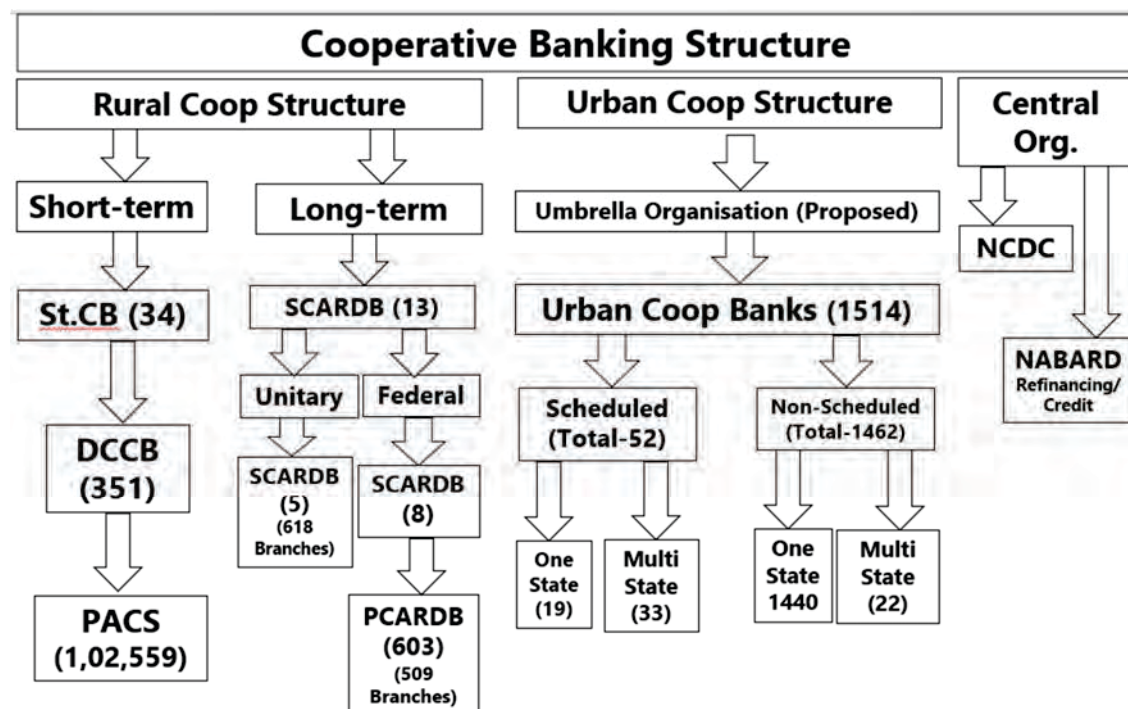 Cooperative Banking Structure
Rural Coop Structure
Short-term
St.CB (34)
DCCB
(351)
PACS
(1,02,559)
Long-term
SCARDB (13)
Unitary
SCARDB
(5)
(618
Branches)
Federal
SCARDB
(8)
PCARDB
(603)
(509
Branches)
Urban Coop Structure
Umbrella Organisation (Proposed)
Urban Coop Banks (1514)
Scheduled
(Total-52)
One
State
(19)
Multi
State
(33)
Non-Scheduled
(Total-1462)
One
State
1440
Multi
State
(22)
Central
Org.
NCDC
NABARD
Refinancing/
Credit